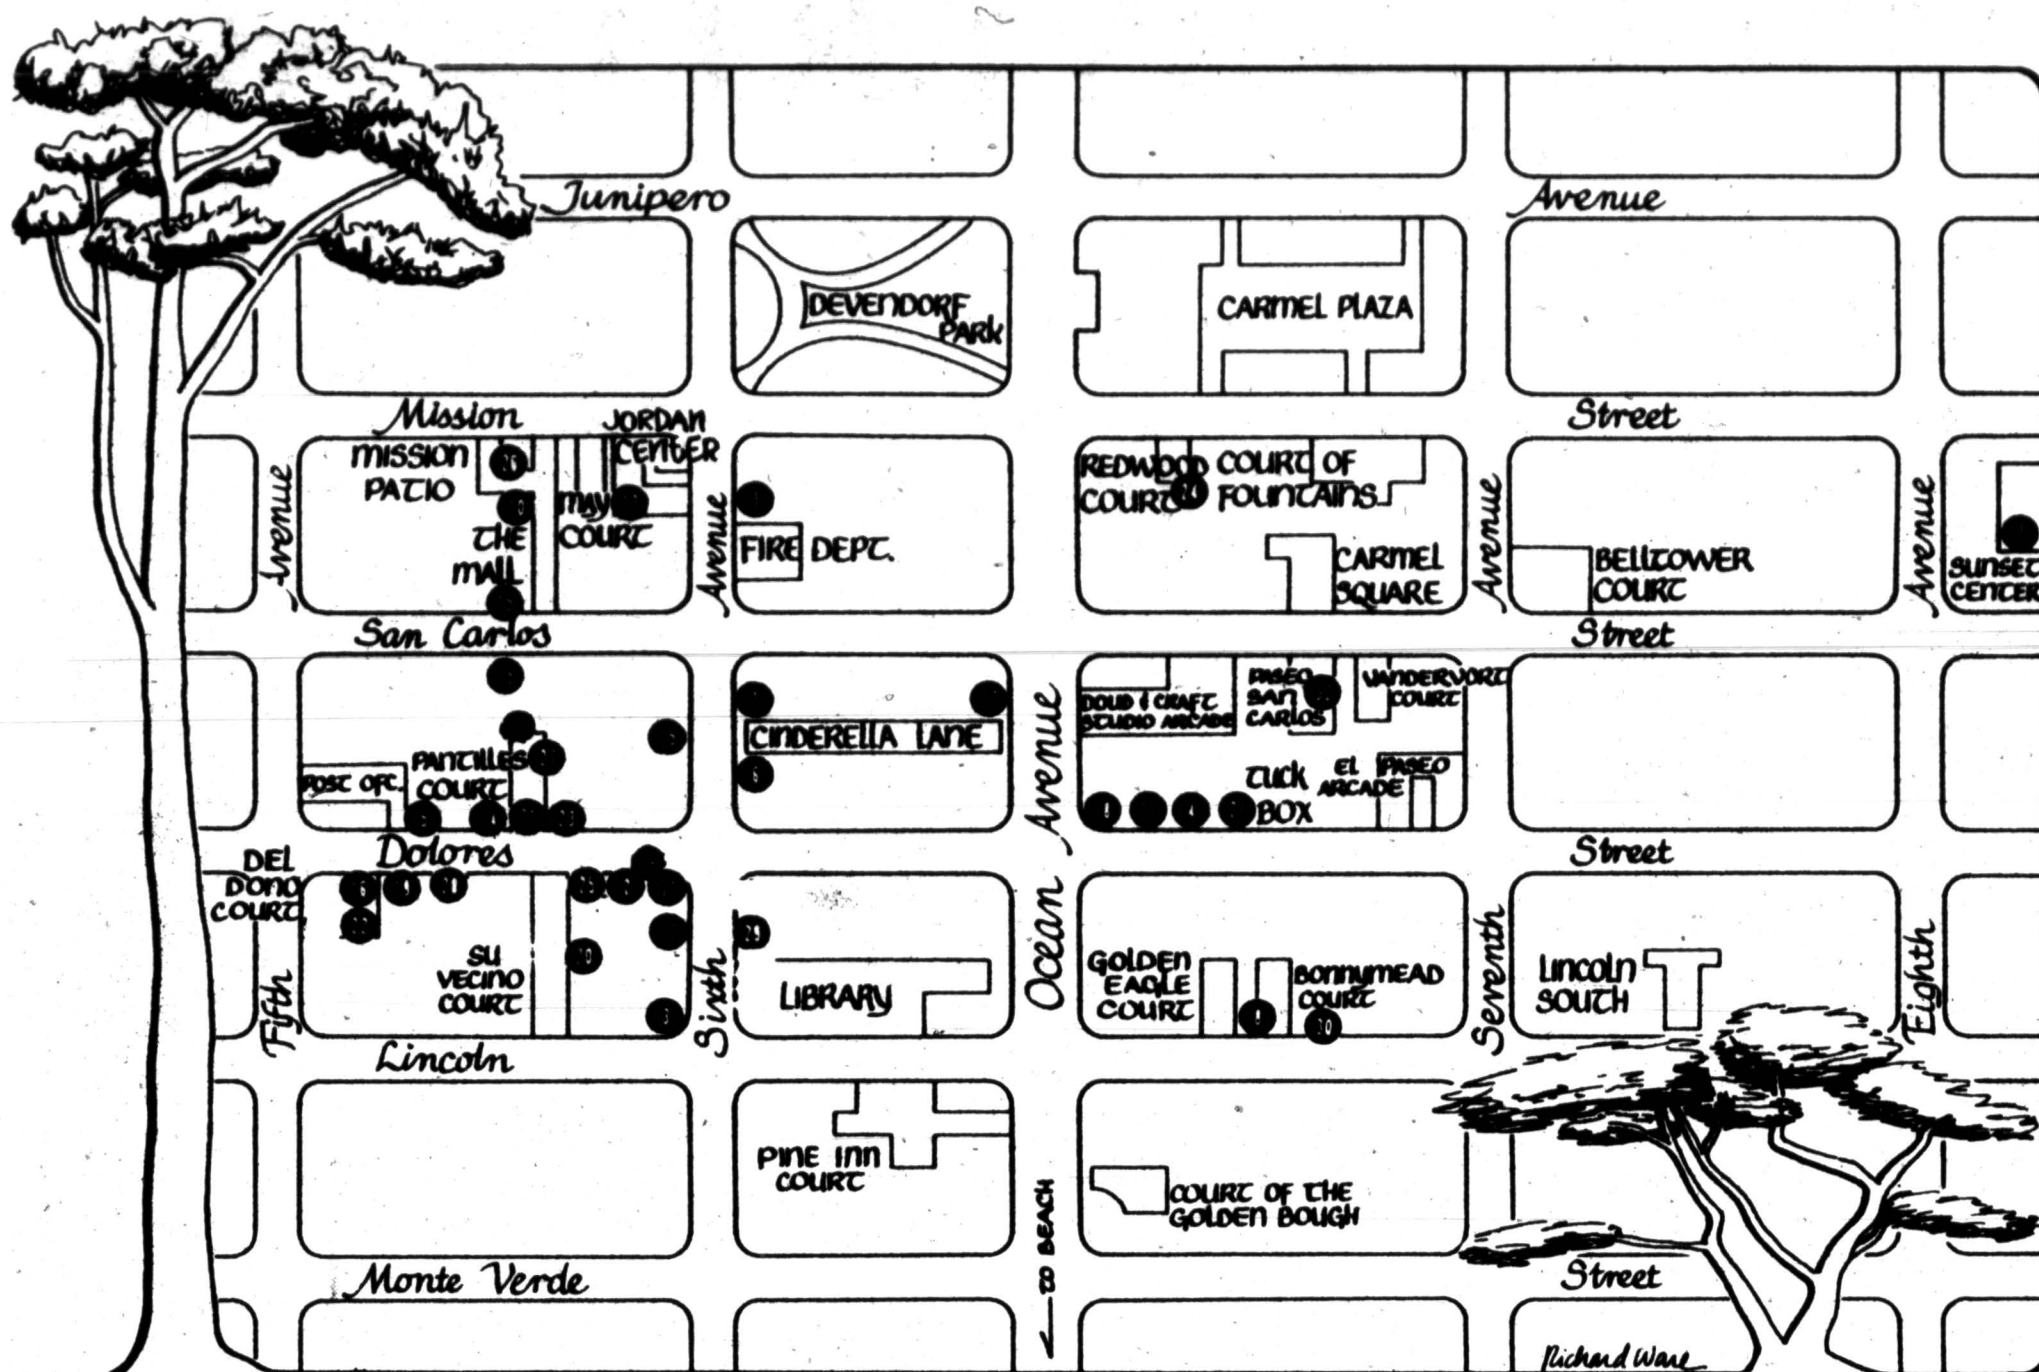 Junipero Avenue
DEVENDORF
PARK
CARMEL PLAZA
Mission Street
JORDAN
CENTER
MISSION
PATIO
MAY
COURT
THE
MALL
FIRE DEPT.
REDWOOD
COURT
COURT OF
FOUNTAINS
CARMEL
SQUARE
BELLTOWER
COURT
SUNSET
CENTER
Avenue
Avenue
Avenue
Avenue
San Carlos Street
PANTILLES
COURT
POST OFC.
CINDERELLA LANE
DOUD & CRAFT
STUDIO ARCADE
PASEO
SAN
CARLOS
VANDERVORT
COURT
TUCK
BOX
EL PASEO
ARCADE
Dolores Street
DEL
DONO
COURT
SU
VECINO
COURT
LIBRARY
GOLDEN
EAGLE
COURT
BONNYMEAD
COURT
LINCOLN
SOUTH
Fifth
Sixth
Ocean Avenue
Seventh
Eighth
Lincoln
PINE INN
COURT
COURT OF THE
GOLDEN BOUGH
TO BEACH
Monte Verde Street
Richard Ware